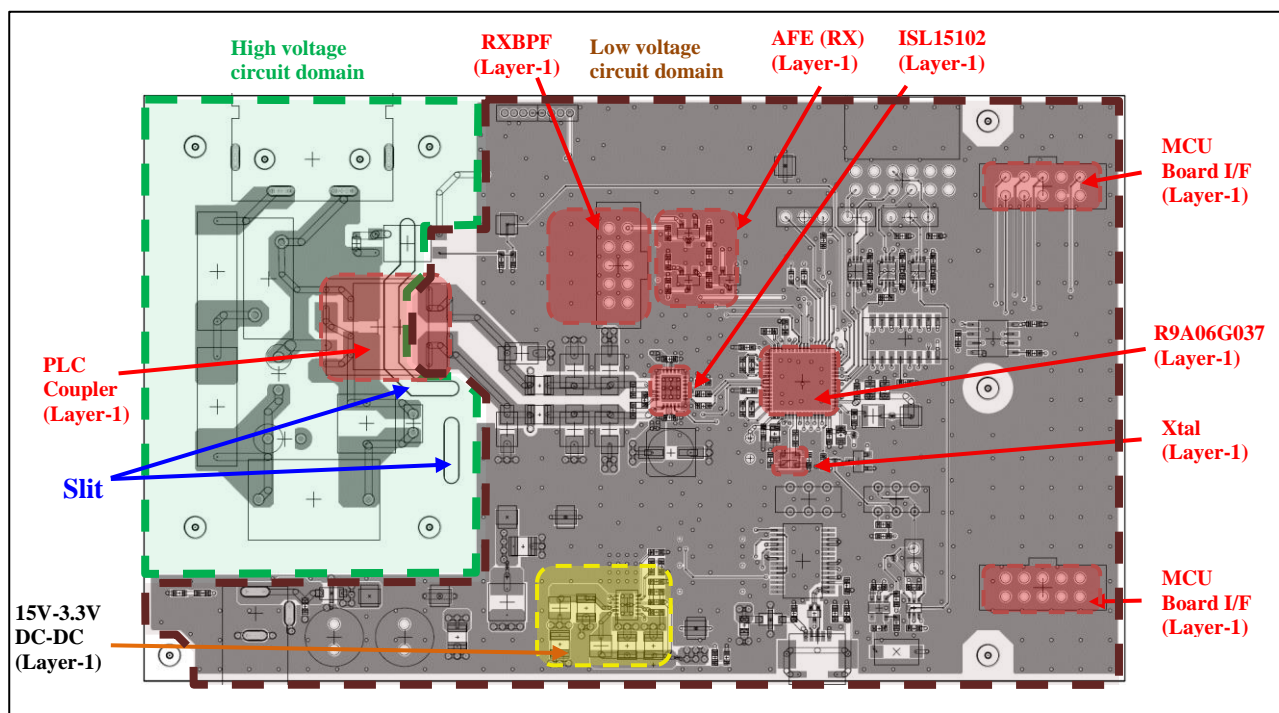 High voltage
circuit domain
RXBPF
(Layer-1)
Low voltage
circuit domain
AFE (RX)
(Layer-1)
ISL15102
(Layer-1)
MCU
Board I/F
(Layer-1)
R9A06G037
(Layer-1)
PLC
Coupler
(Layer-1)
Xtal
(Layer-1)
Slit
MCU
Board I/F
(Layer-1)
15V-3.3V
DC-DC
(Layer-1)